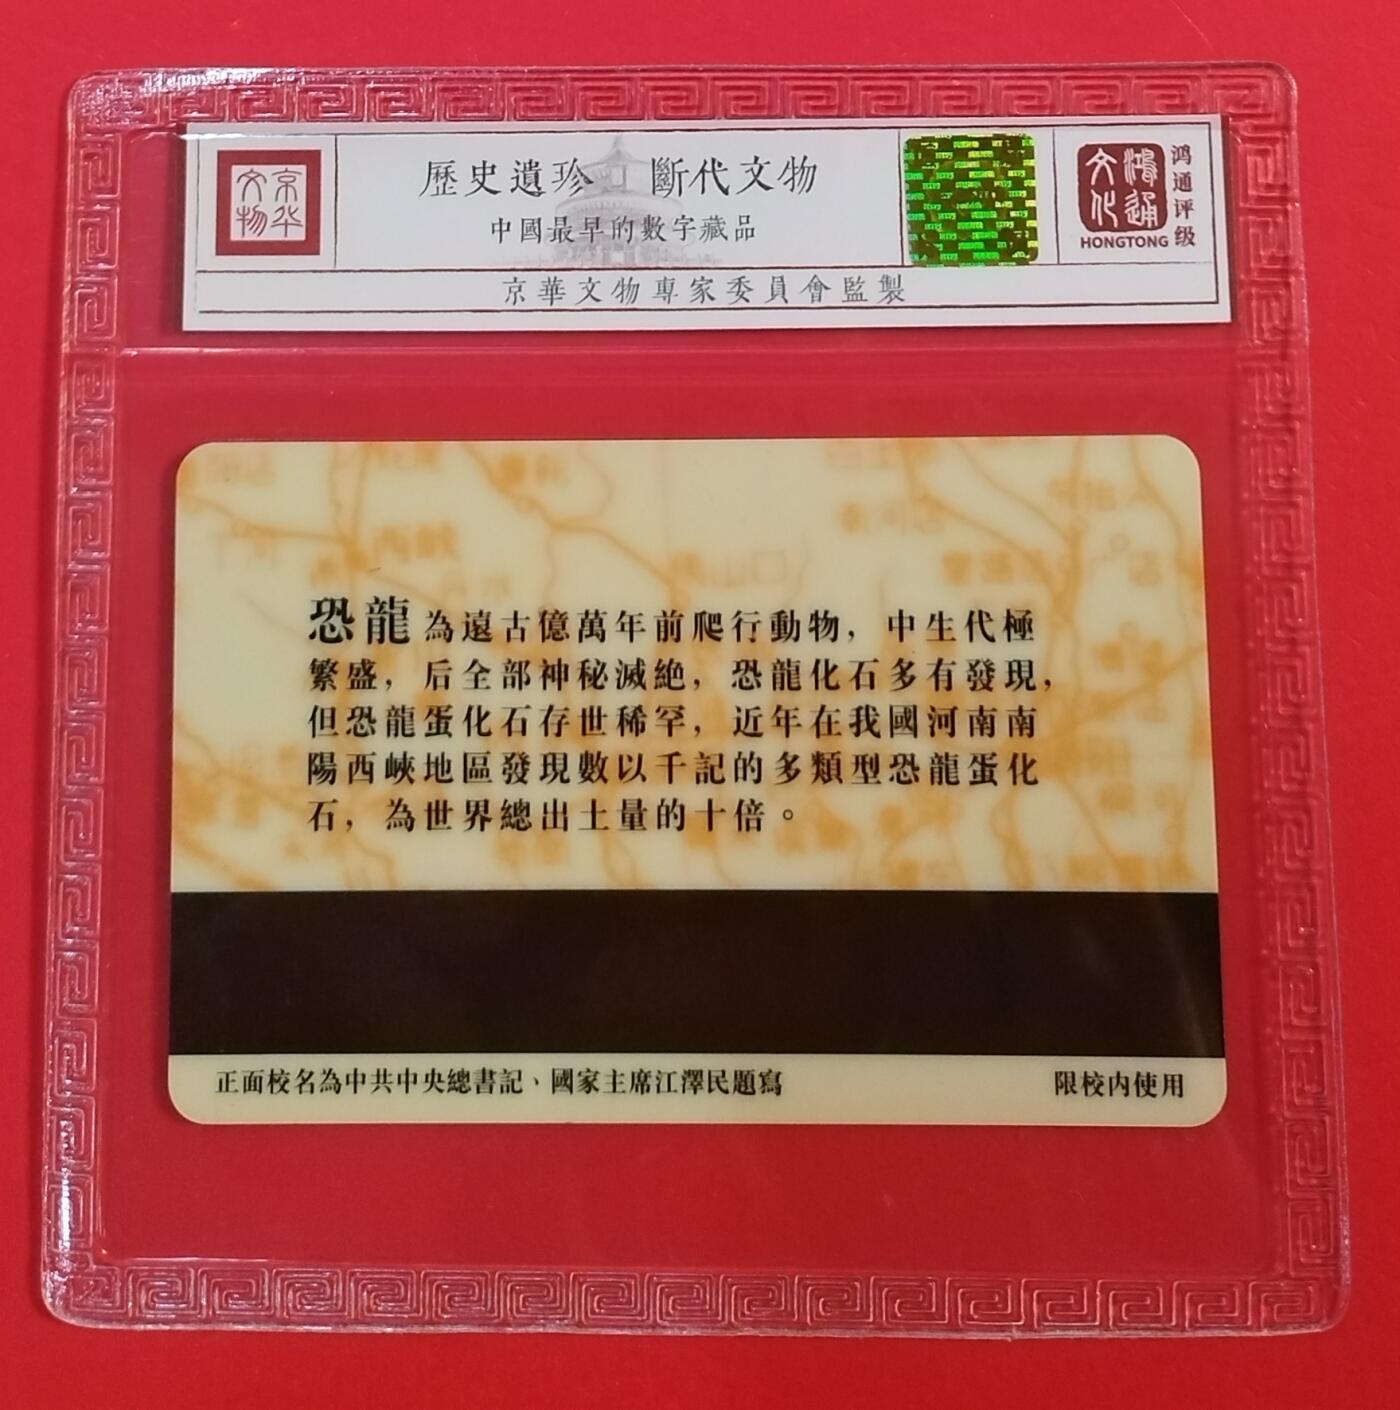 京华
文物
歷史遺珍 斷代文物
中國最早的數字藏品
京華文物專家委員會監製
鴻通
文化
HONGTONG
鸿通评级
恐龍為遠古億萬年前爬行動物，中生代極
繁盛，后全部神秘滅絶，恐龍化石多有發現，
但恐龍蛋化石存世稀罕，近年在我國河南南
陽西峽地區發現數以千記的多類型恐龍蛋化
石，為世界總出土量的十倍。
正面校名為中共中央總書記、國家主席江澤民題寫
限校内使用